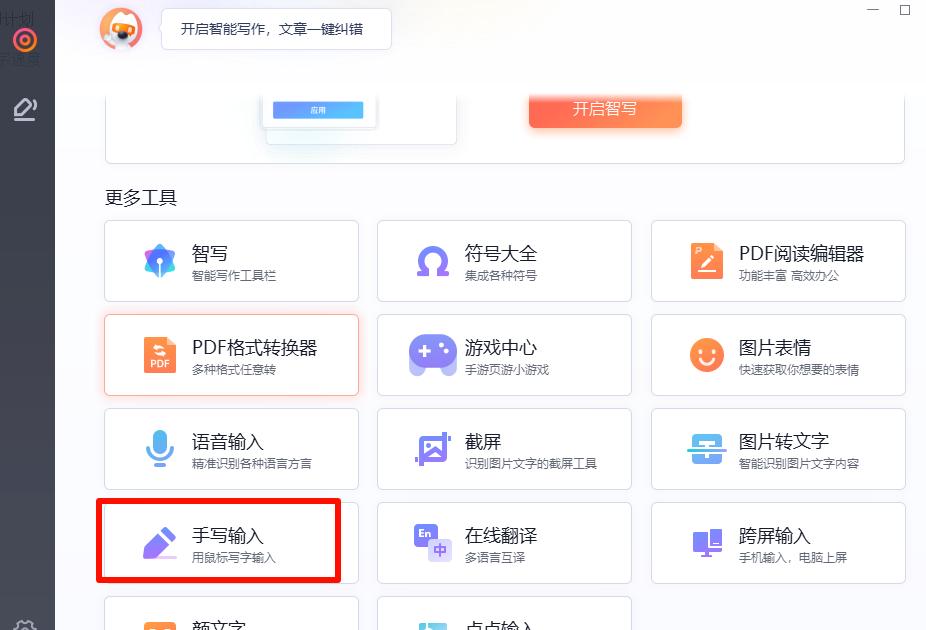 开启智能写作，文章一键纠错
应用
开启智写
更多工具
智写
智能写作工具栏
符号大全
集成各种符号
PDF阅读编辑器
功能丰富 高效办公
PDF
PDF格式转换器
多种格式任意转
游戏中心
手游页游小游戏
图片表情
快速获取你想要的表情
语音输入
精准识别各种语言方言
截屏
识别图片文字的截屏工具
图片转文字
智能识别图片文字内容
手写输入
用鼠标写字输入
En
中
在线翻译
多语言互译
跨屏输入
手机输入，电脑上屏
颜文字